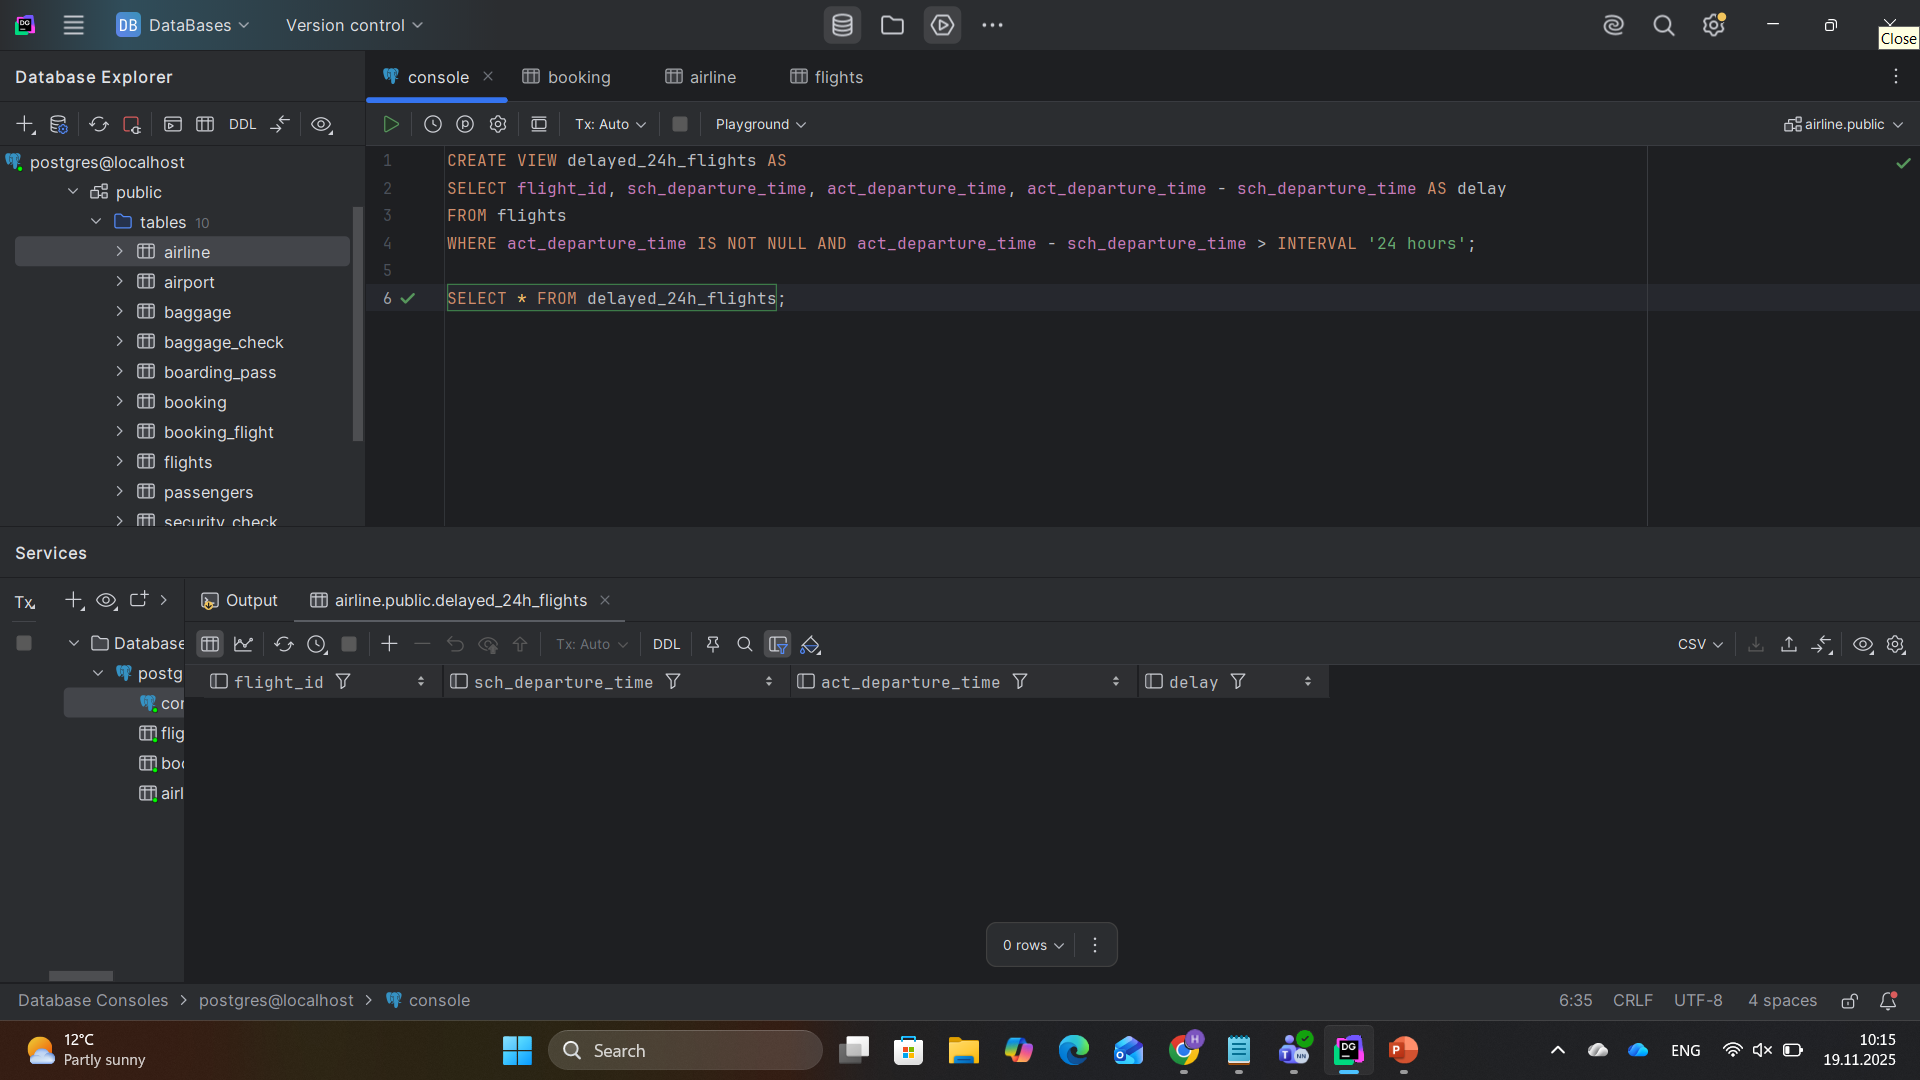 DB DataBases Version control
Close
Database Explorer
console booking airline flights
DDL Tx: Auto Playground airline.public
postgres@localhost
public
tables 10
airline
airport
baggage
baggage_check
boarding_pass
booking
booking_flight
flights
passengers
security_check
1 CREATE VIEW delayed_24h_flights AS
2 SELECT flight_id, sch_departure_time, act_departure_time, act_departure_time - sch_departure_time AS delay
3 FROM flights
4 WHERE act_departure_time IS NOT NULL AND act_departure_time - sch_departure_time > INTERVAL '24 hours';
5
6 SELECT * FROM delayed_24h_flights;
Services
Tx Output airline.public.delayed_24h_flights
Database
postg
con
flig
boo
airl
Tx: Auto DDL CSV
flight_id sch_departure_time act_departure_time delay
0 rows
Database Consoles > postgres@localhost > console 6:35 CRLF UTF-8 4 spaces
12°C
Partly sunny
Search
ENG
10:15
19.11.2025